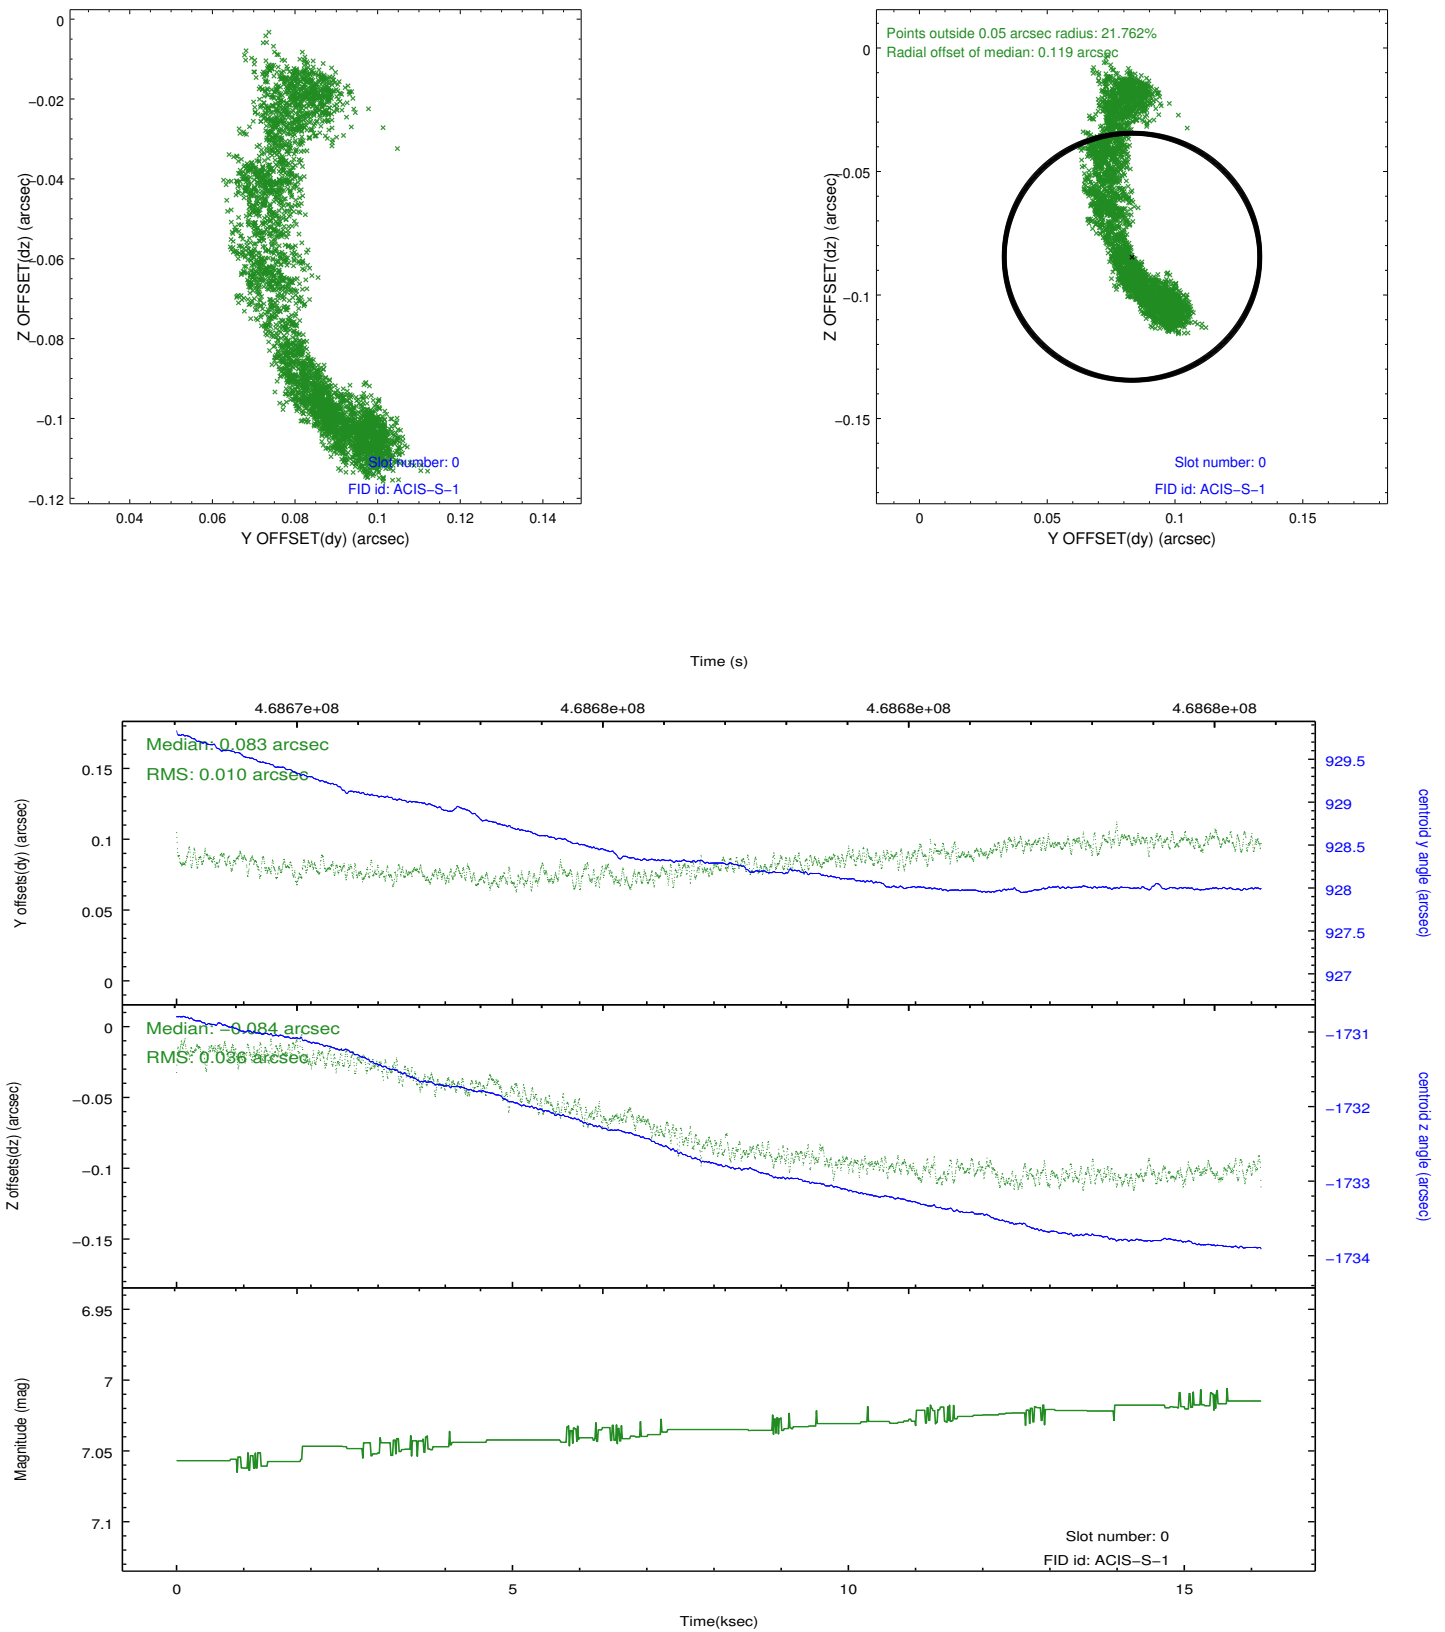 0
−0.02
−0.04
−0.06
−0.08
−0.1
−0.12
Z OFFSET(dz) (arcsec)
0.04 0.06 0.08 0.1 0.12 0.14
Y OFFSET(dy) (arcsec)
Slot number: 0
FID id: ACIS−S−1
Points outside 0.05 arcsec radius: 21.762%
Radial offset of median: 0.119 arcsec
0
−0.05
−0.1
−0.15
Z OFFSET(dz) (arcsec)
0 0.05 0.1 0.15
Y OFFSET(dy) (arcsec)
Slot number: 0
FID id: ACIS−S−1
Time (s)
4.6867e+08 4.6868e+08 4.6868e+08 4.6868e+08
Median: 0.083 arcsec
RMS: 0.010 arcsec
0.15
0.1
0.05
0
Y offsets(dy) (arcsec)
929.5
929
928.5
928
927.5
927
centroid y angle (arcsec)
Median: −0.084 arcsec
RMS: 0.036 arcsec
0
−0.05
−0.1
−0.15
Z offsets(dz) (arcsec)
−1731
−1732
−1733
−1734
centroid z angle (arcsec)
6.95
7
7.05
7.1
Magnitude (mag)
Slot number: 0
FID id: ACIS−S−1
0 5 10 15
Time(ksec)